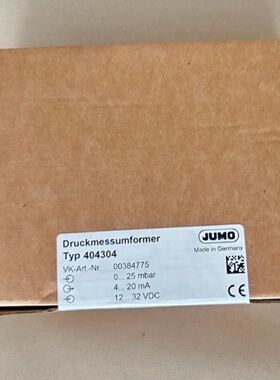 Druckmessumformer
Typ 404304
VK-Art.-Nr. 00384775
0... 25 mbar
4... 20 mA
12... 32 VDC
JUMO
Made in Germany
CE